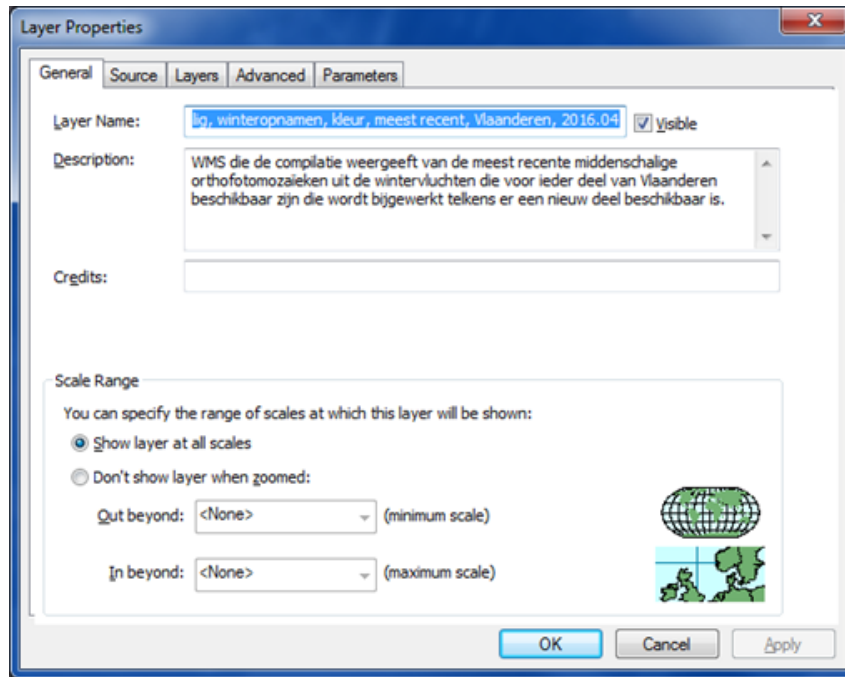 Layer Properties
General Source Layers Advanced Parameters
Layer Name: lig, winteropnamen, kleur, meest recent, Vlaanderen, 2016.04 Visible
Description: WMS die de compilatie weergeeft van de meest recente middenschalige
orthofotomozaïeken uit de wintervluchten die voor ieder deel van Vlaanderen
beschikbaar zijn die wordt bijgewerkt telkens er een nieuw deel beschikbaar is.
Credits:
Scale Range
You can specify the range of scales at which this layer will be shown:
Show layer at all scales
Don't show layer when zoomed:
Out beyond: <None> (minimum scale)
In beyond: <None> (maximum scale)
OK Cancel Apply